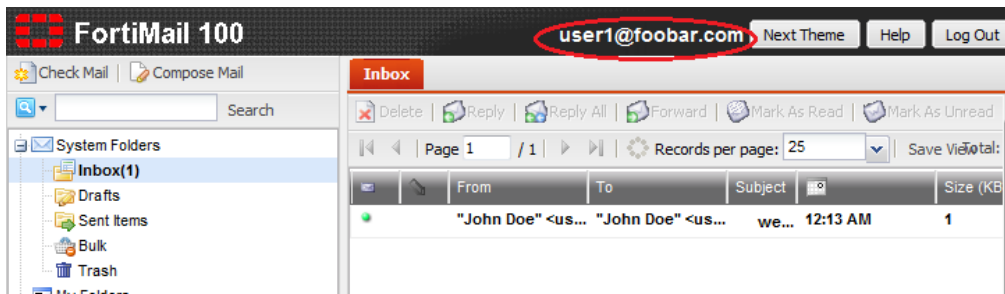 FortiMail 100 user1@foobar.com Next Theme Help Log Out
Check Mail Compose Mail
Search
System Folders
Inbox(1)
Drafts
Sent Items
Bulk
Trash
Inbox
Delete Reply Reply All Forward Mark As Read Mark As Unread
Page 1 / 1 Records per page: 25 Save View Total:
From To Subject Size (KB
"John Doe" <us... "John Doe" <us... we... 12:13 AM 1